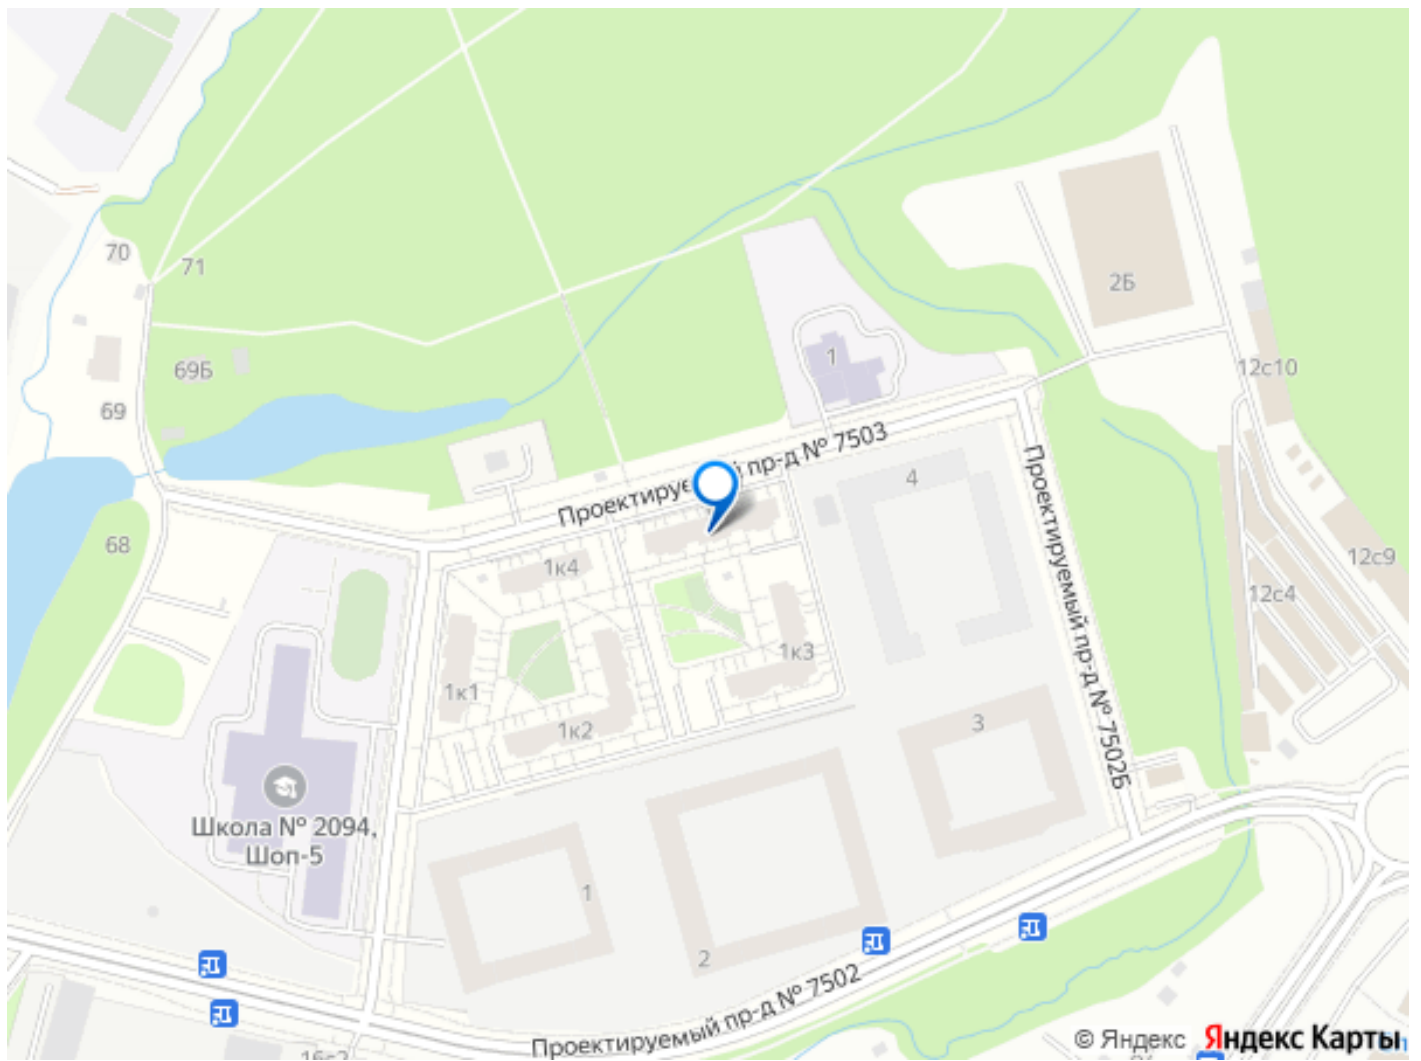 70
71
2Б
1
12с10
69Б
69
Проектируемый пр-д № 7503
4
Проектируемый пр-д № 7502Б
68
1к4
12с9
12с4
1к3
1к1
1к2
3
Школа № 2094,
Шоп-5
1
2
Проектируемый пр-д № 7502
© Яндекс Яндекс Карты